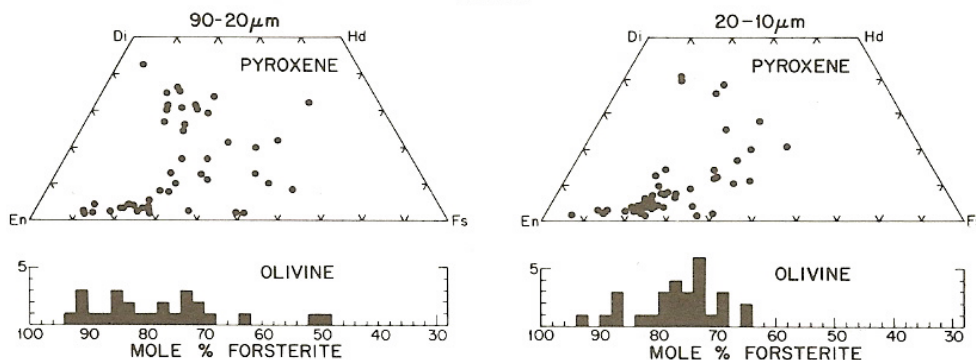 90-20µm
Di
Hd
PYROXENE
En
Fs
5
OLIVINE
100 90 80 70 60 50 40 30
MOLE % FORSTERITE
20-10µm
Di
Hd
PYROXENE
En
F
5
OLIVINE
100 90 80 70 60 50 40 30
MOLE % FORSTERITE